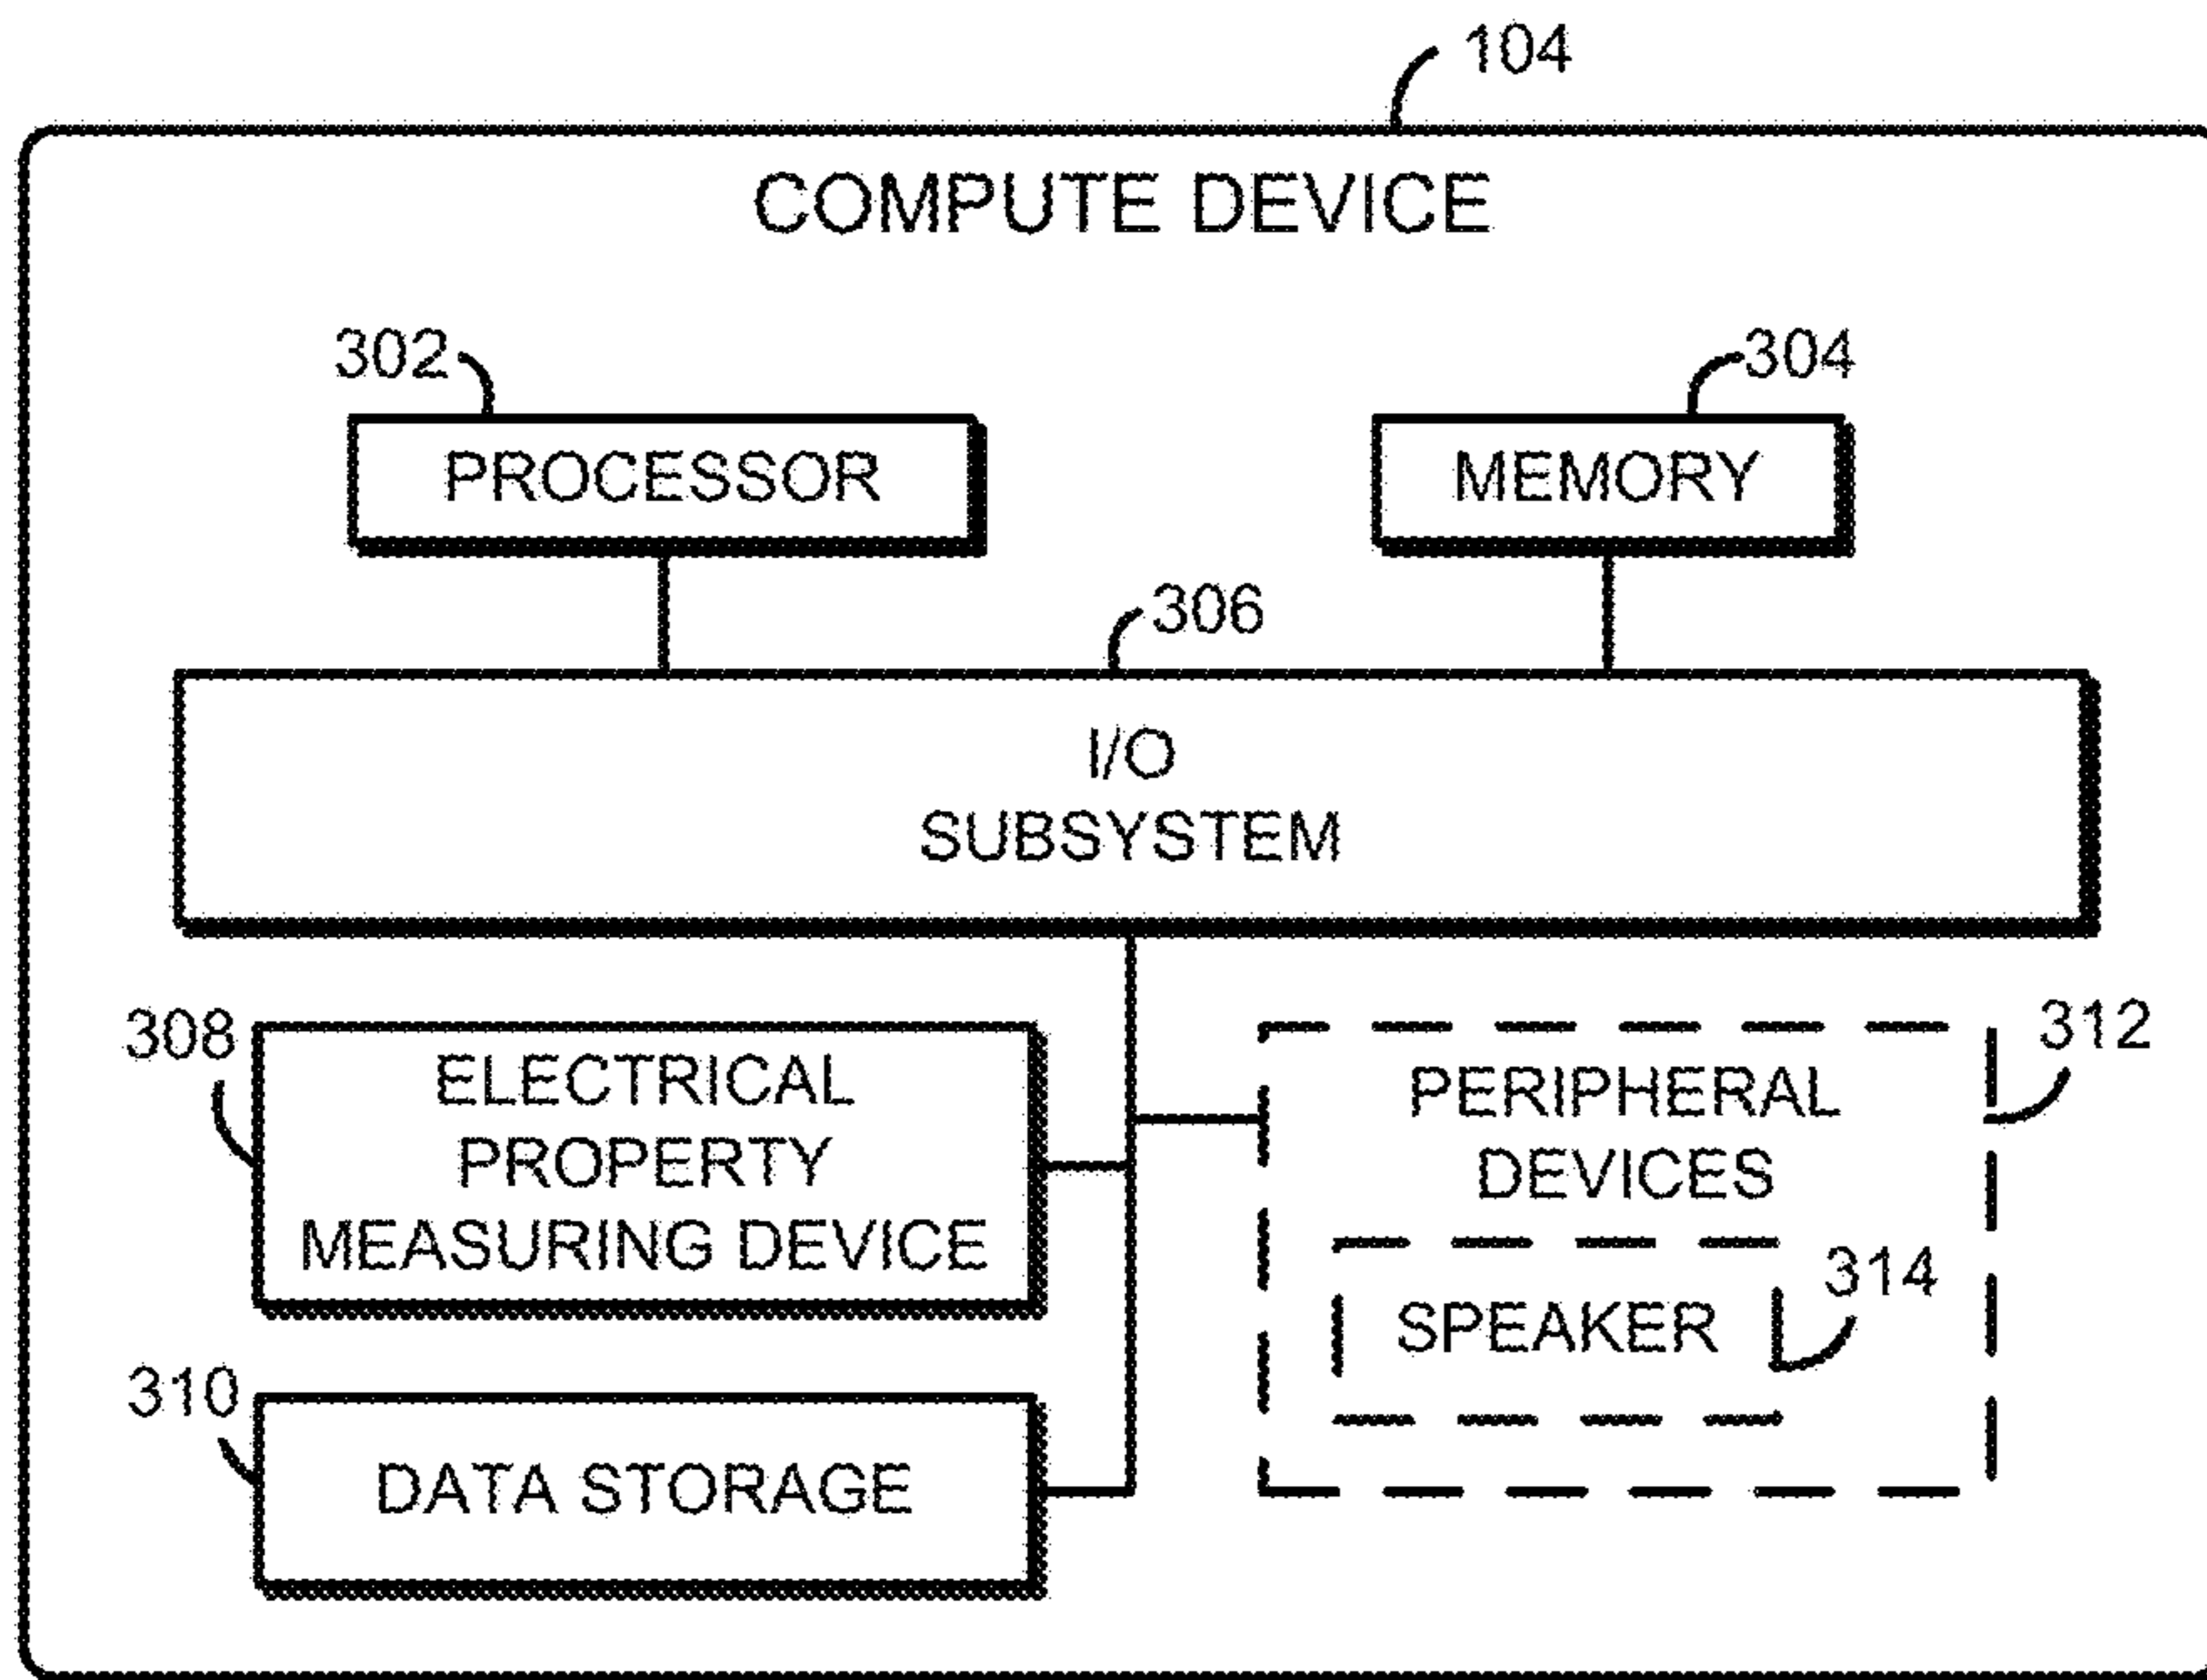 104
COMPUTE DEVICE
302
304
PROCESSOR
MEMORY
306
I/O
SUBSYSTEM
308
ELECTRICAL
PROPERTY
MEASURING DEVICE
312
PERIPHERAL
DEVICES
314
SPEAKER
310
DATA STORAGE